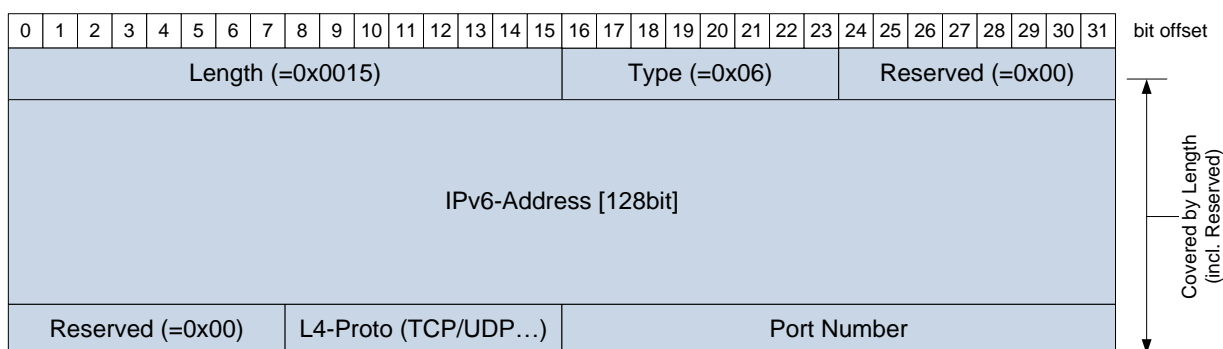 0 1 2 3 4 5 6 7 8 9 10 11 12 13 14 15 16 17 18 19 20 21 22 23 24 25 26 27 28 29 30 31 bit offset
Length (=0x0015) Type (=0x06) Reserved (=0x00)
IPv6-Address [128bit]
Covered by Length
(incl. Reserved)
Reserved (=0x00) L4-Proto (TCP/UDP…) Port Number